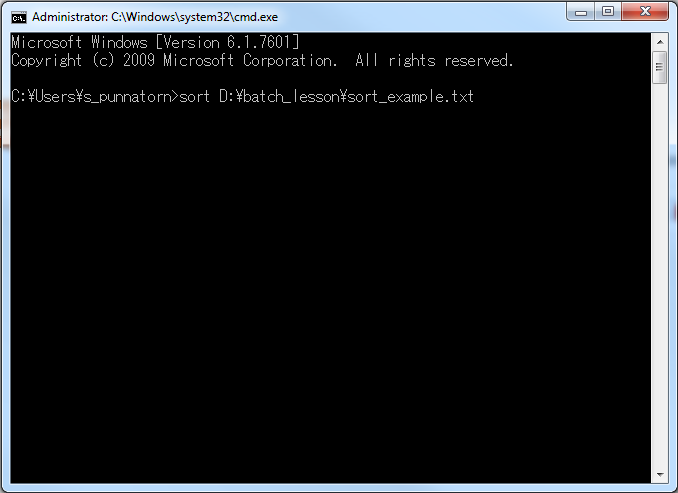 Administrator: C:\Windows\system32\cmd.exe
Microsoft Windows [Version 6.1.7601]
Copyright (c) 2009 Microsoft Corporation.  All rights reserved.
C:¥Users¥s_punnatorn>sort D:¥batch_lesson¥sort_example.txt